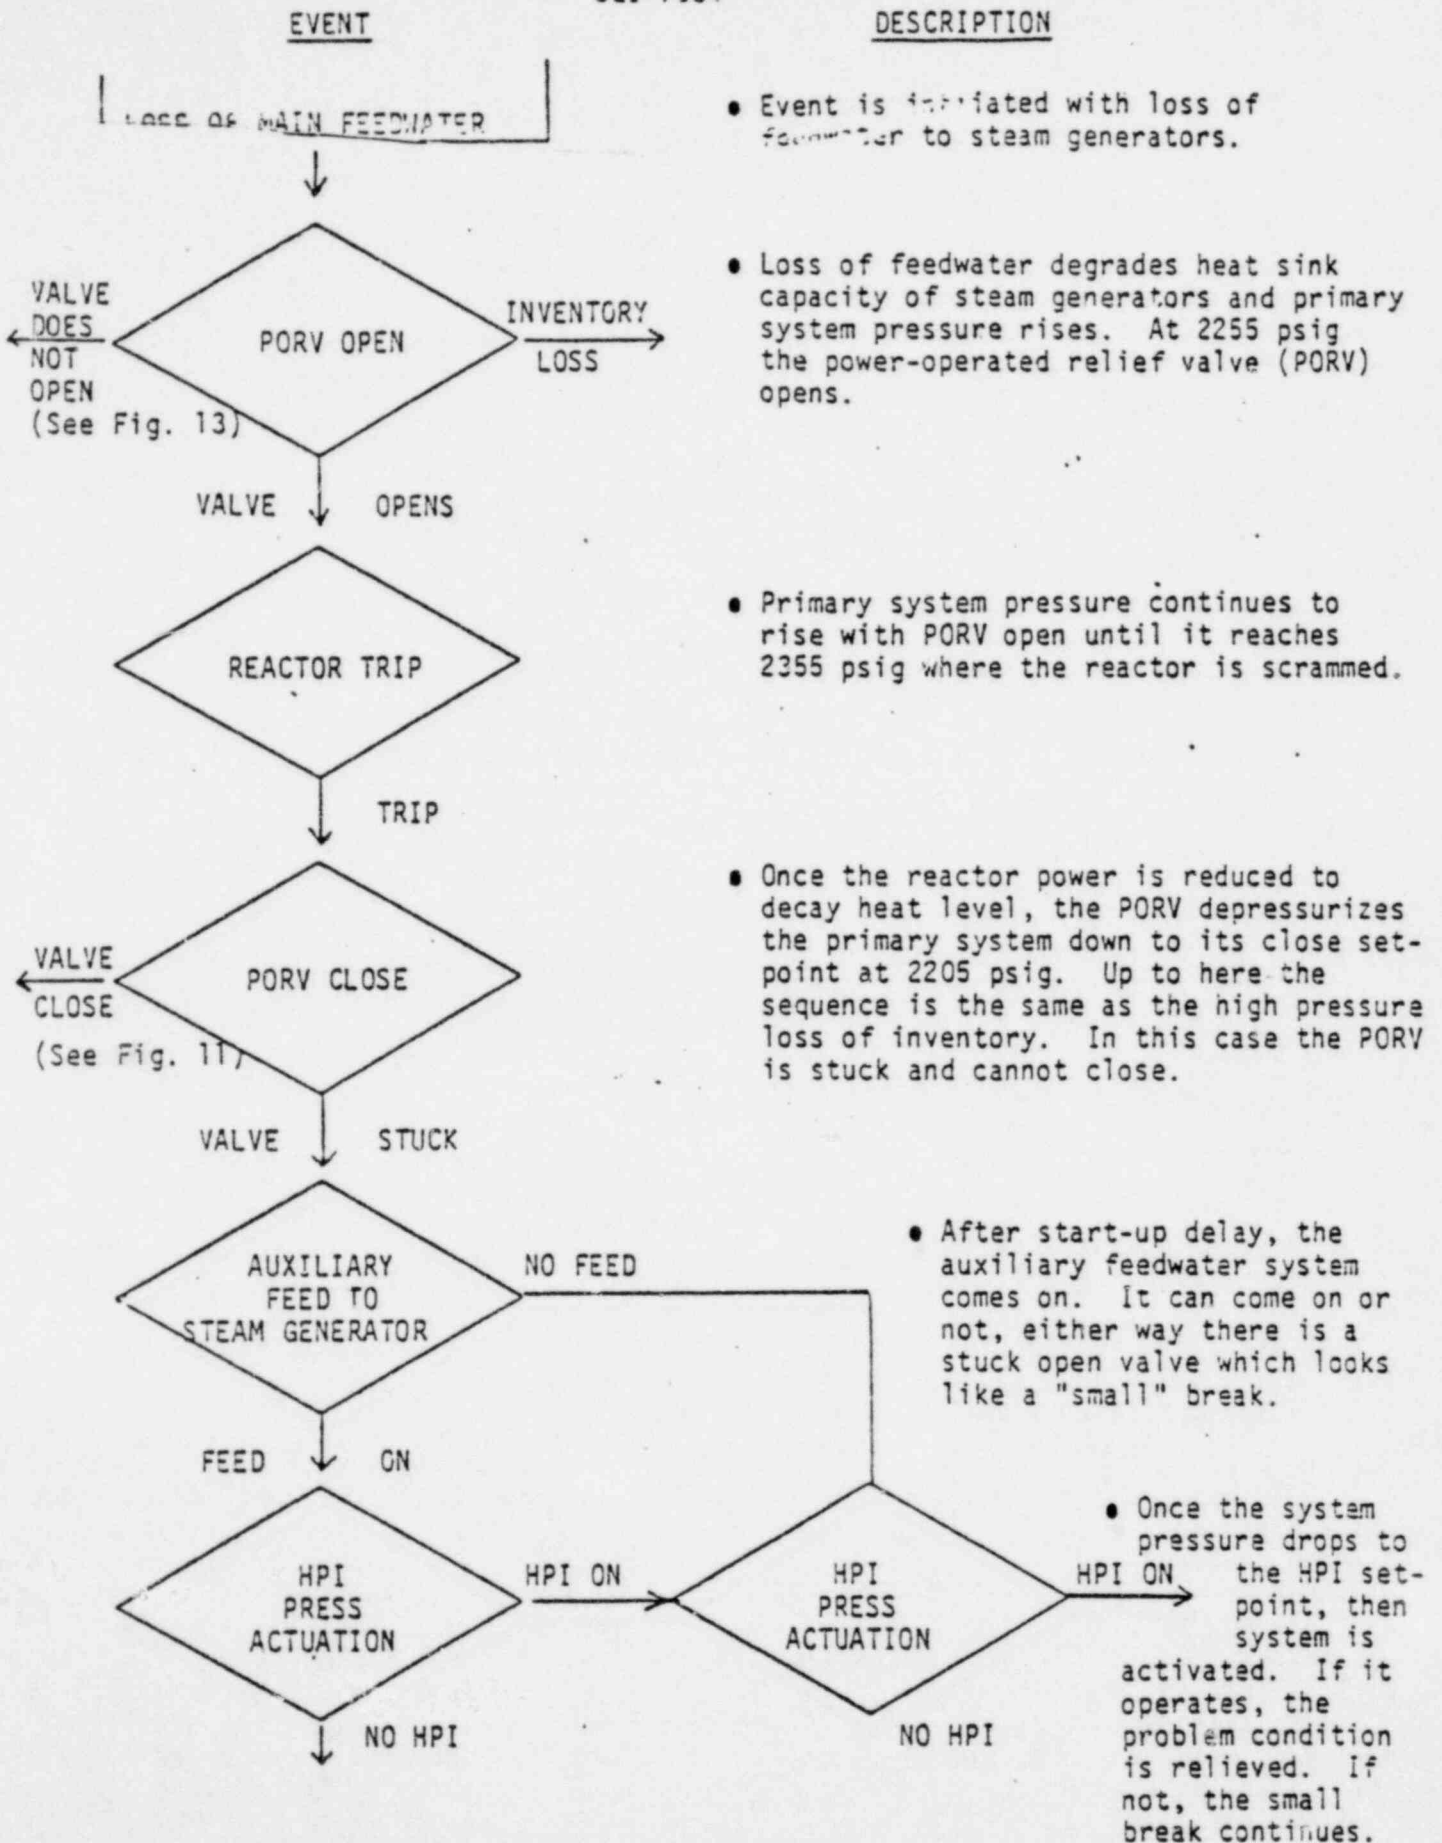 EVENT
DESCRIPTION
MAIN FEEDWATER
• Event is initiated with loss of
feedwater to steam generators.
VALVE
DOES
NOT
OPEN
(See Fig. 13)
PORV OPEN
INVENTORY
LOSS
• Loss of feedwater degrades heat sink
capacity of steam generators and primary
system pressure rises. At 2255 psig
the power-operated relief valve (PORV)
opens.
VALVE OPENS
REACTOR TRIP
• Primary system pressure continues to
rise with PORV open until it reaches
2355 psig where the reactor is scrammed.
TRIP
VALVE
CLOSE
(See Fig. 11)
PORV CLOSE
• Once the reactor power is reduced to
decay heat level, the PORV depressurizes
the primary system down to its close set-
point at 2205 psig. Up to here the
sequence is the same as the high pressure
loss of inventory. In this case the PORV
is stuck and cannot close.
VALVE STUCK
AUXILIARY
FEED TO
STEAM GENERATOR
NO FEED
• After start-up delay, the
auxiliary feedwater system
comes on. It can come on or
not, either way there is a
stuck open valve which looks
like a "small" break.
FEED ON
HPI
PRESS
ACTUATION
HPI ON
HPI
PRESS
ACTUATION
HPI ON
• Once the system
pressure drops to
the HPI set-
point, then
system is
activated. If it
operates, the
problem condition
is relieved. If
not, the small
break continues.
NO HPI
NO HPI